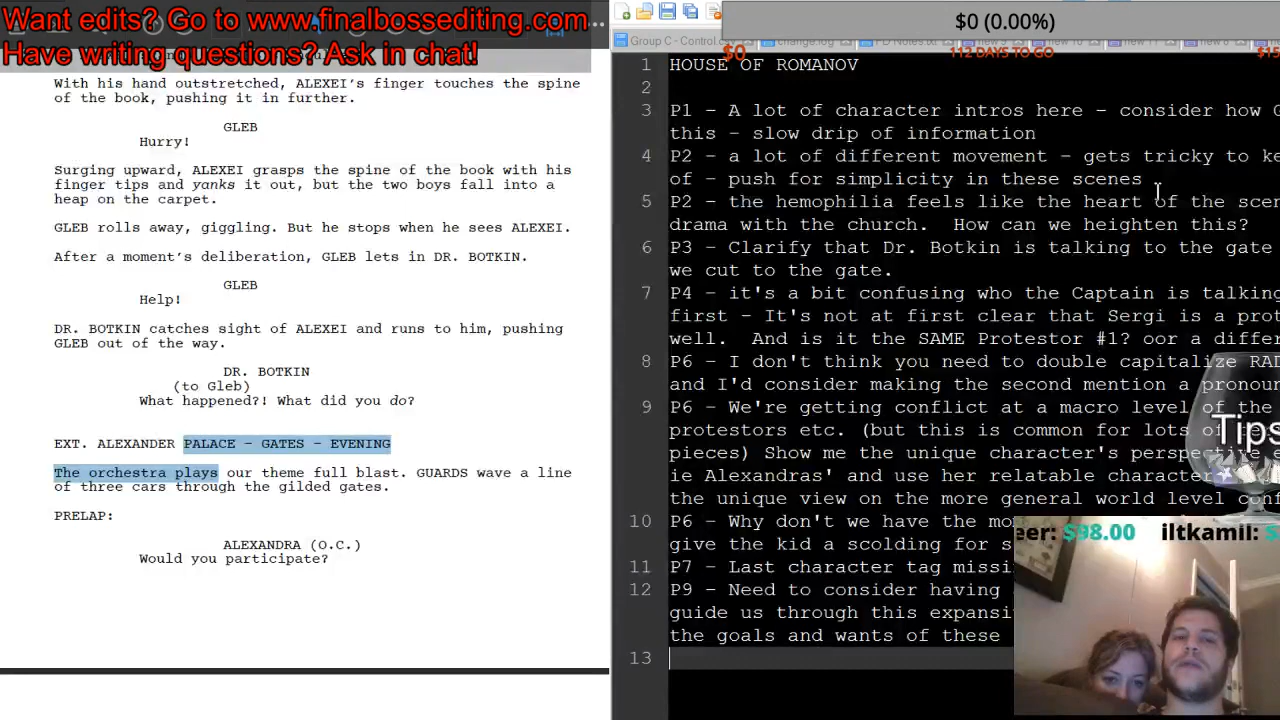 Want edits? Go to www.finalbossediting.com
Have writing questions? Ask in chat!
With his hand outstretched, ALEXEI's finger touches the spine
of the book, pushing it in further.
GLEB
Hurry!
Surging upward, ALEXEI grasps the spine of the book with his
finger tips and yanks it out, but the two boys fall into a
heap on the carpet.
GLEB rolls away, giggling. But he stops when he sees ALEXEI.
After a moment's deliberation, GLEB lets in DR. BOTKIN.
GLEB
Help!
DR. BOTKIN catches sight of ALEXEI and runs to him, pushing
GLEB out of the way.
DR. BOTKIN
(to Gleb)
What happened?! What did you do?
EXT. ALEXANDER PALACE - GATES - EVENING
The orchestra plays our theme full blast. GUARDS wave a line
of three cars through the gilded gates.
PRELAP:
ALEXANDRA (O.C.)
Would you participate?
$0 (0.00%)
Group C - Control.c
change.log
$0
112 DAYS TO GO
1 HOUSE OF ROMANOV
2
3 P1 - A lot of character intros here - consider how
this - slow drip of information
4 P2 - a lot of different movement - gets tricky to
of - push for simplicity in these scenes
5 P2 - the hemophilia feels like the heart of the
drama with the church. How can we heighten this?
6 P3 - Clarify that Dr. Botkin is talking to the gate
we cut to the gate.
7 P4 - it's a bit confusing who the Captain is talking
first - It's not at first clear that Sergi is a
well. And is it the SAME Protestor #1? oor a
8 P6 - I don't think you need to double capitalize
and I'd consider making the second mention a
9 P6 - We're getting conflict at a macro level of the
protestors etc. (but this is common for lots of
pieces) Show me the unique character's
ie Alexandras' and use her relatable
the unique view on the more general world level
10 P6 - Why don't we have the
give the kid a scolding for
11 P7 - Last character tag
12 P9 - Need to consider having
guide us through this
the goals and wants of these
13
Tips
eer: $98.00 iltkamil: